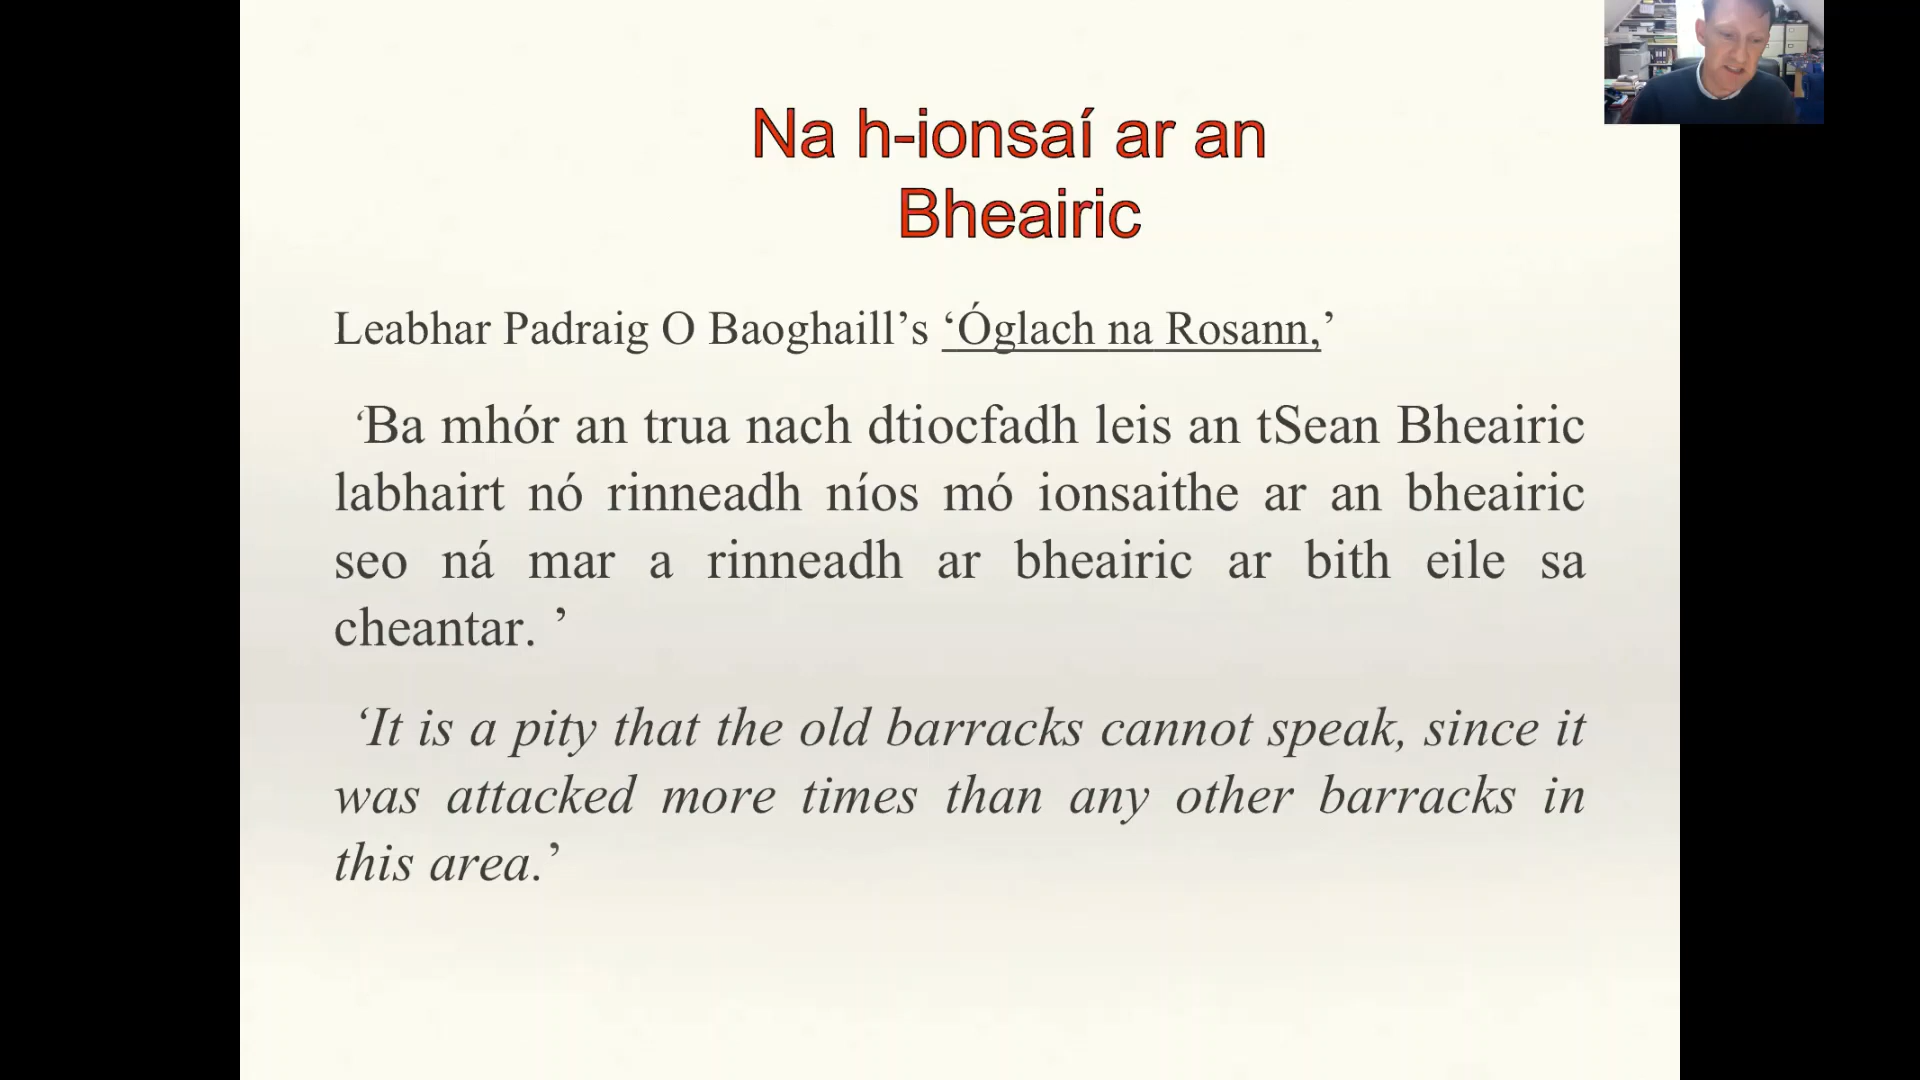 Na h-ionsaí ar an
Bheairic
Leabhar Padraig O Baoghaill’s ‘Óglach na Rosann,’
‘Ba mhór an trua nach dtiocfadh leis an tSean Bheairic
labhairt nó rinneadh níos mó ionsaithe ar an bheairic
seo ná mar a rinneadh ar bheairic ar bith eile sa
cheantar. ’
‘It is a pity that the old barracks cannot speak, since it
was attacked more times than any other barracks in
this area.’